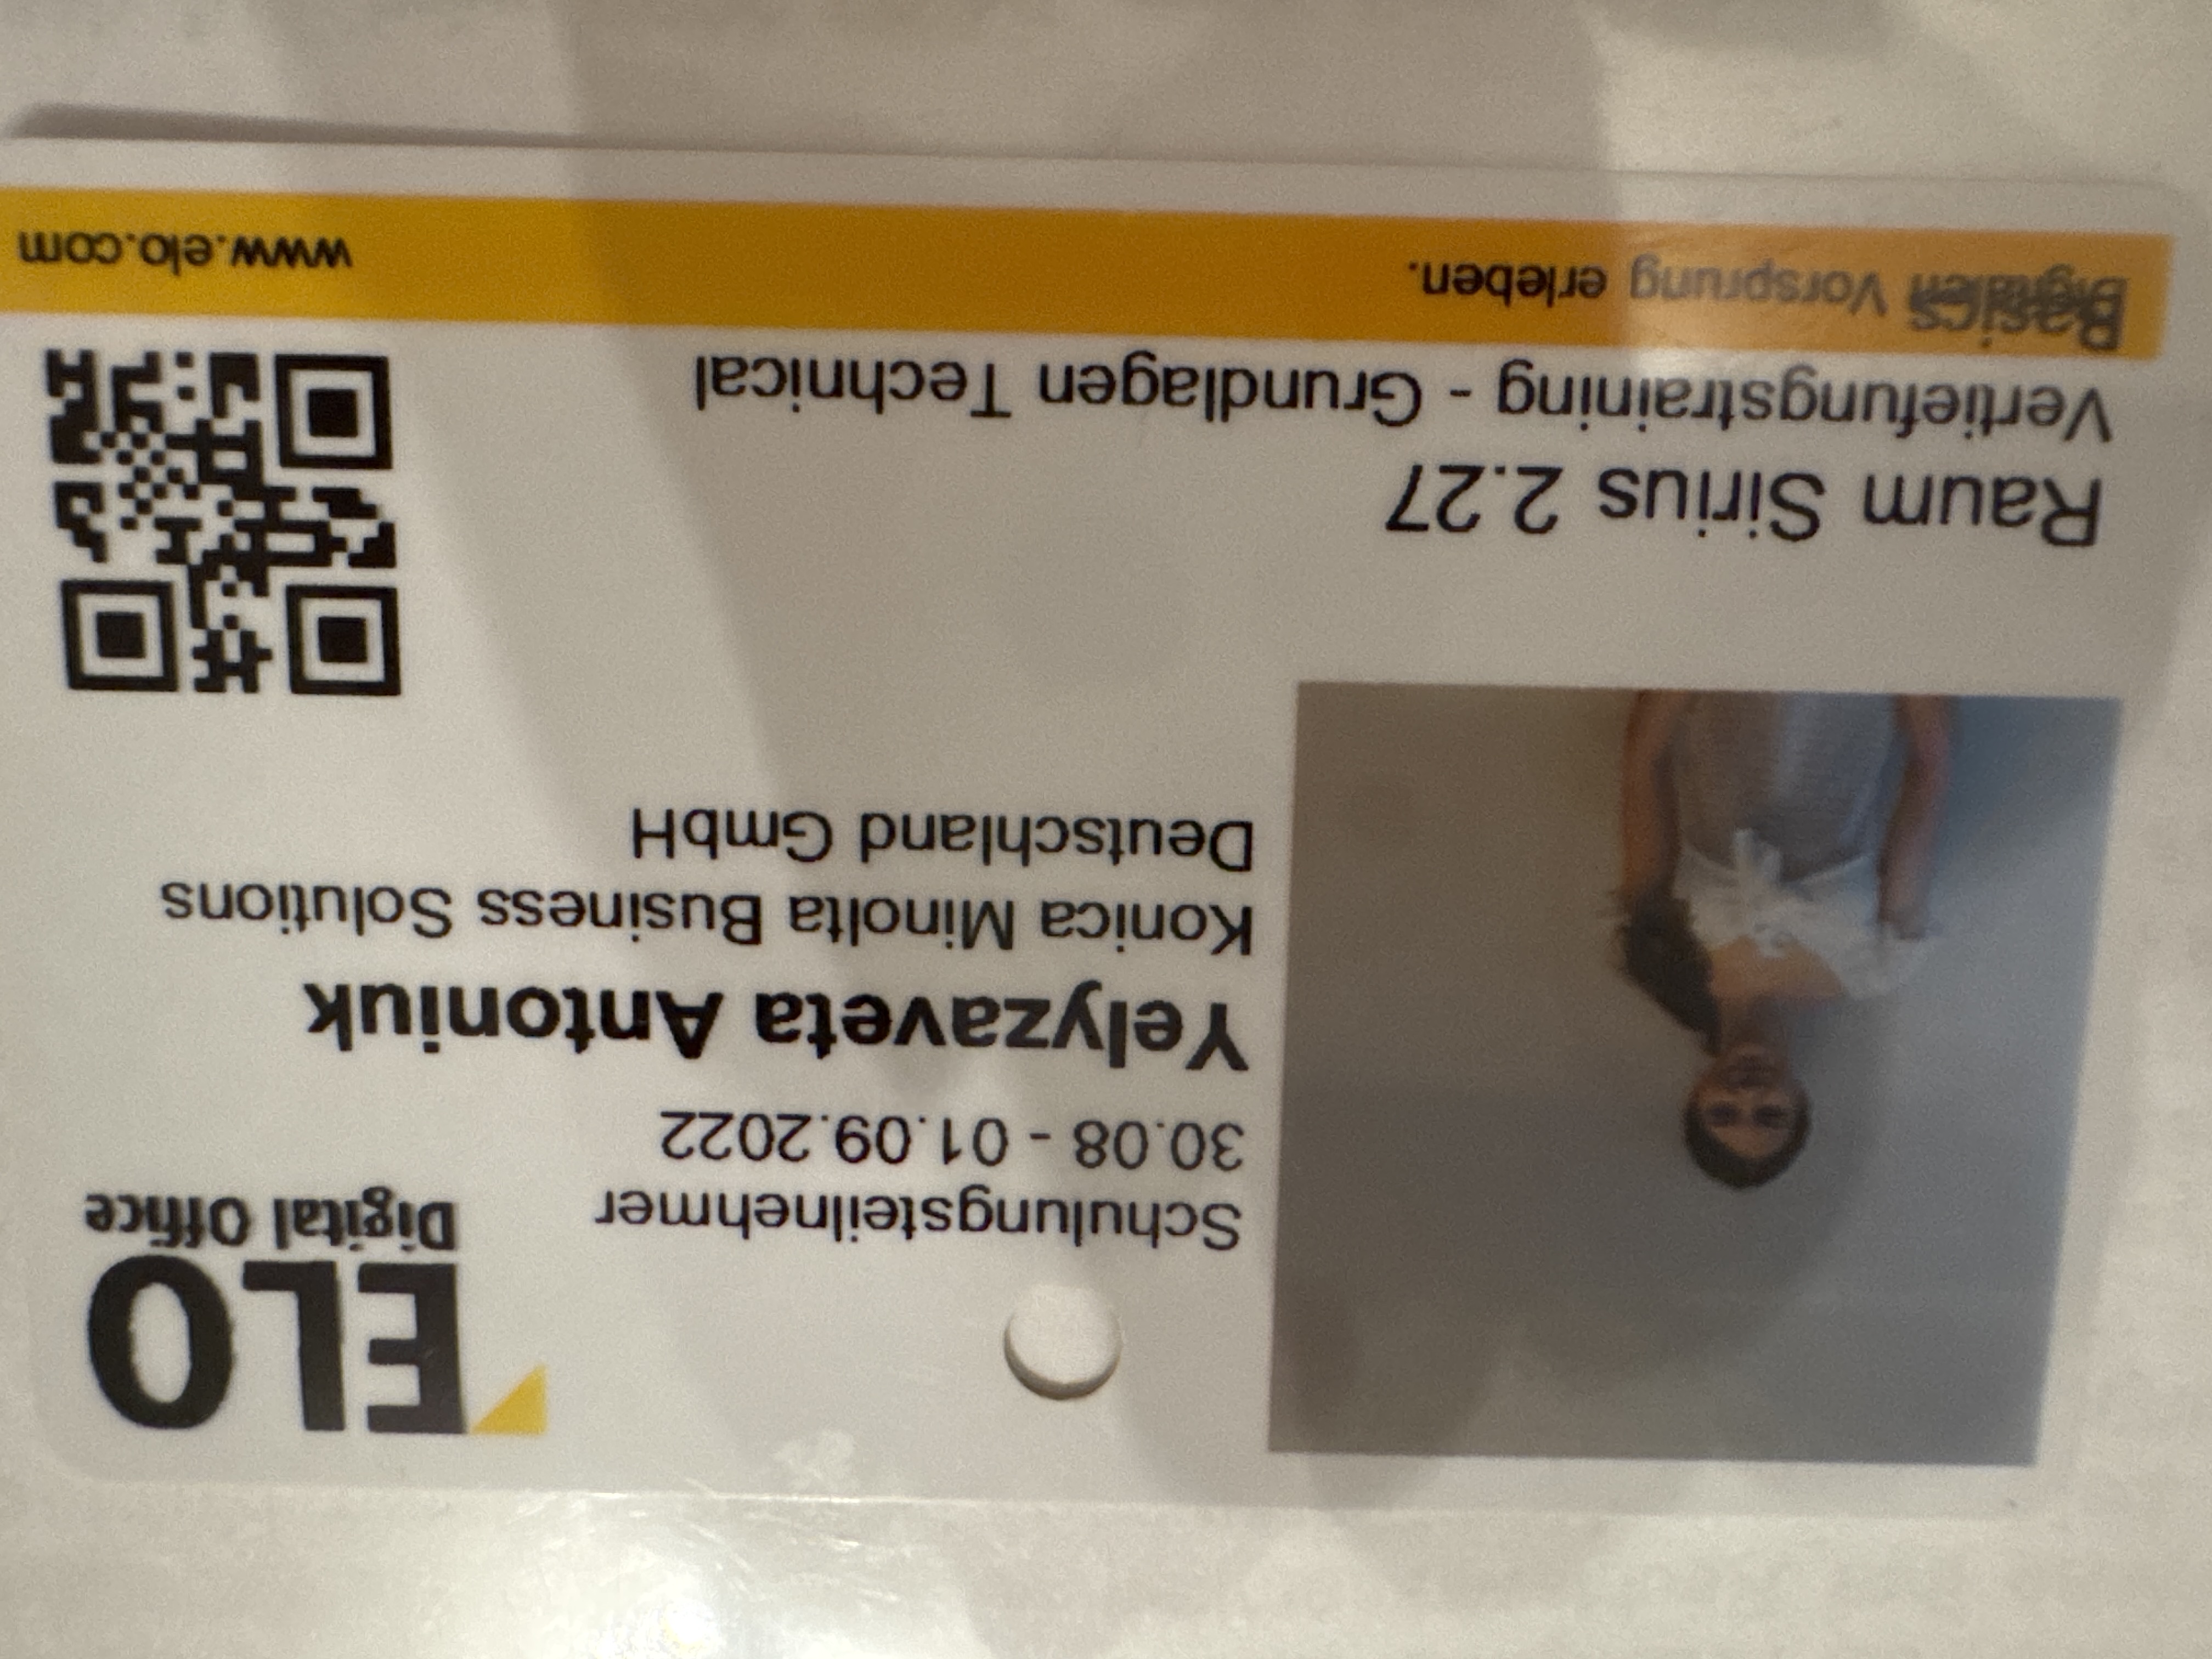 ELO
Digital Office
Schulungsteilnehmer
30.08 - 01.09.2022
Yelyzaveta Antoniuk
Konica Minolta Business Solutions
Deutschland GmbH
Raum Sirius 2.27
Vertiefungstraining - Grundlagen Technical
Basics
Digitalen Vorsprung erleben.
www.elo.com